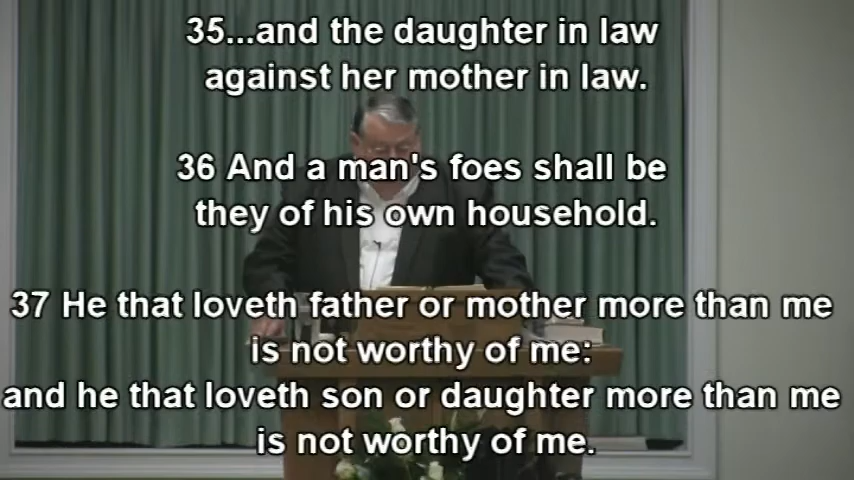 35...and the daughter in law
against her mother in law.
36 And a man's foes shall be
they of his own household.
37 He that loveth father or mother more than me
is not worthy of me:
and he that loveth son or daughter more than me
is not worthy of me.